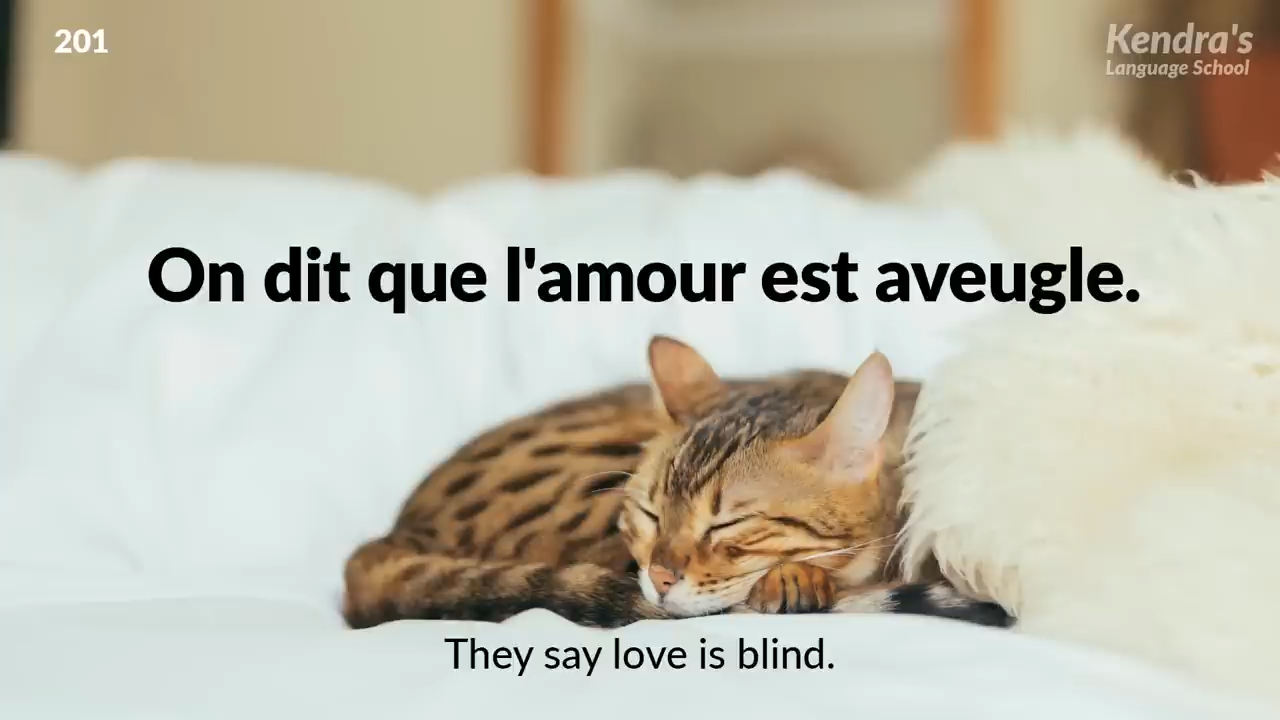 201
Kendra's
Language School
On dit que l'amour est aveugle.
They say love is blind.